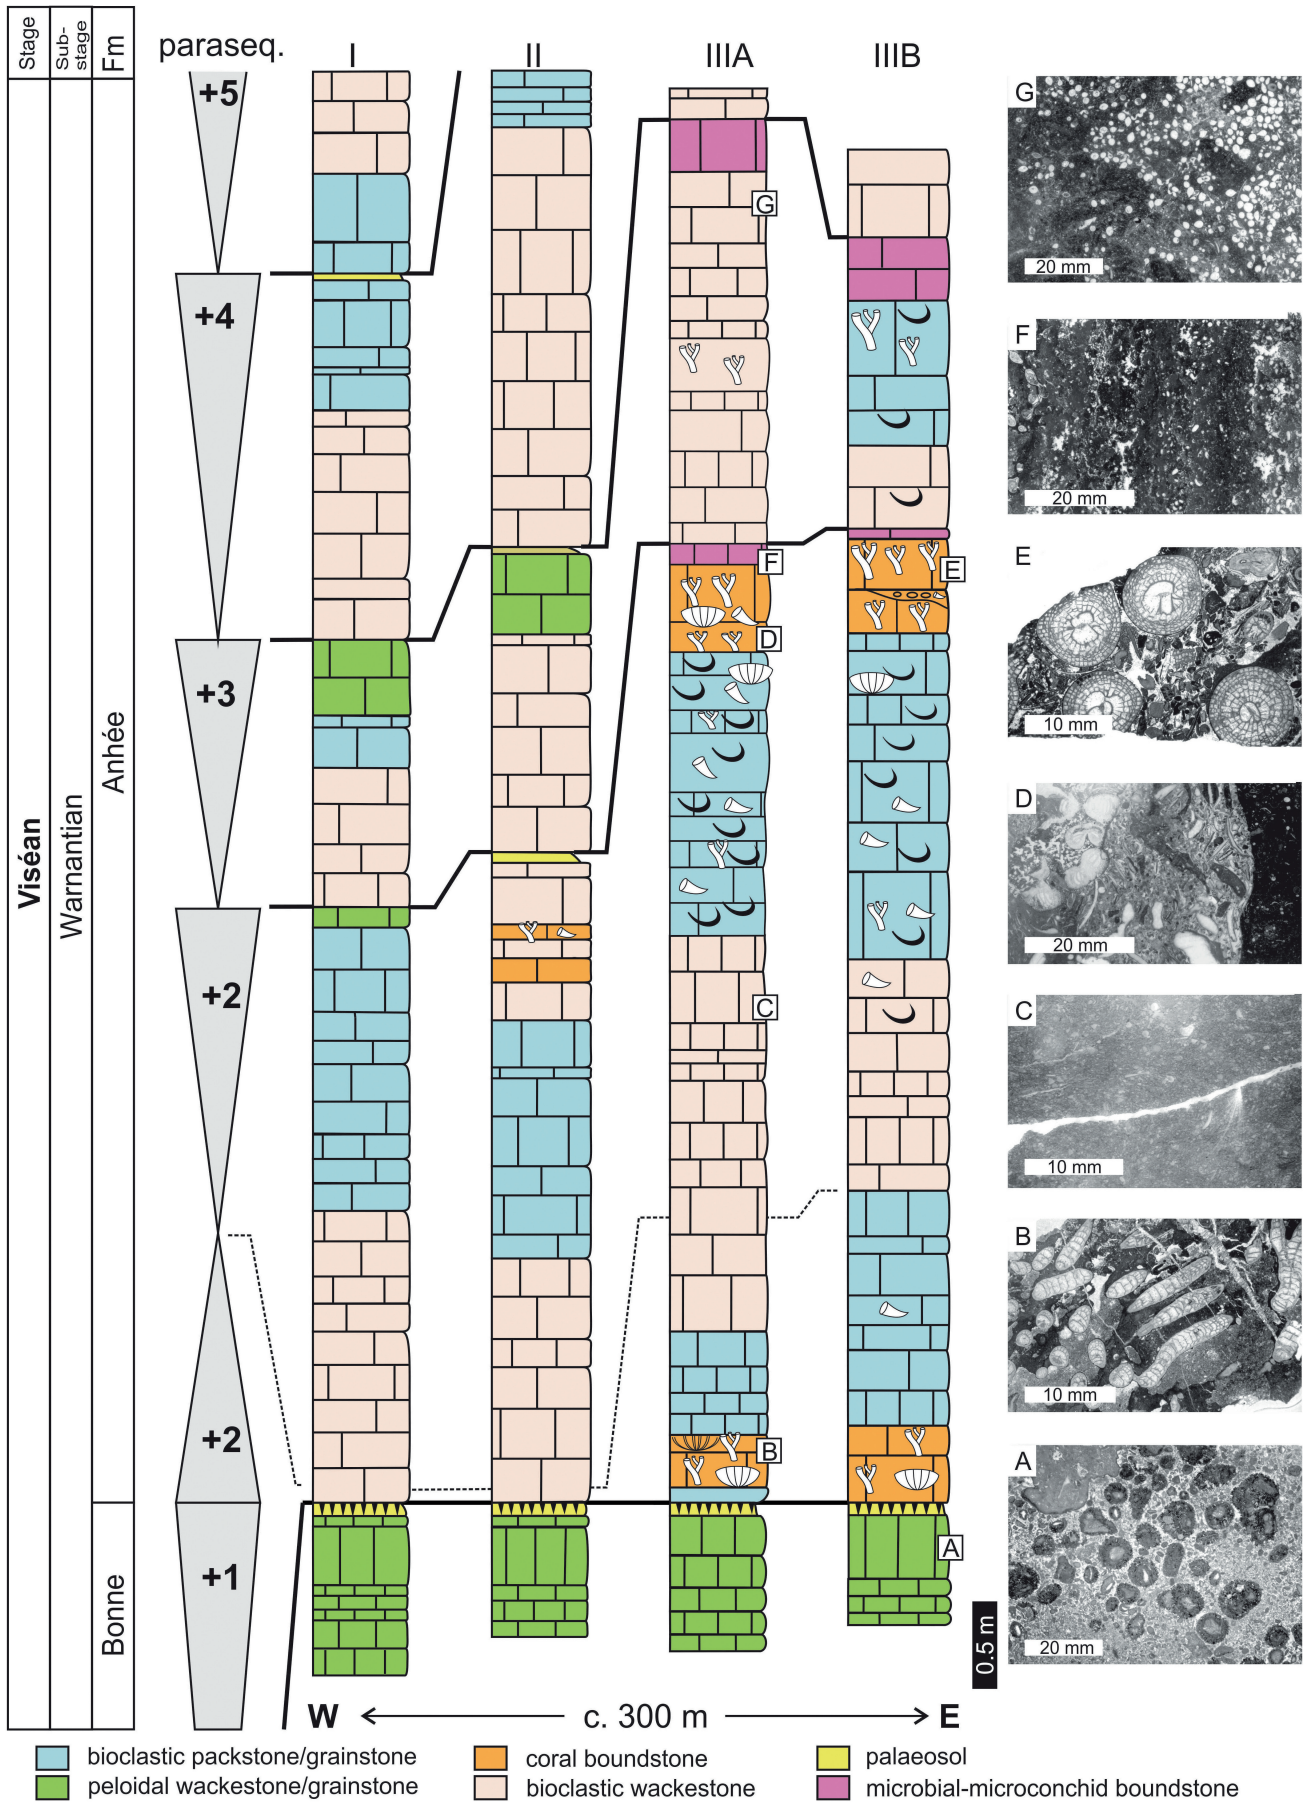 Stage
Sub-stage
Fm
paraseq.
I
II
IIIA
IIIB
+5
+4
+3
+2
+2
+1
Viséan
Warnantian
Anhée
Bonne
G
F
D
C
B
E
A
G
20 mm
F
20 mm
E
10 mm
D
20 mm
C
10 mm
B
10 mm
A
20 mm
0.5 m
W c. 300 m E
bioclastic packstone/grainstone
coral boundstone
palaeosol
peloidal wackestone/grainstone
bioclastic wackestone
microbial-microconchid boundstone